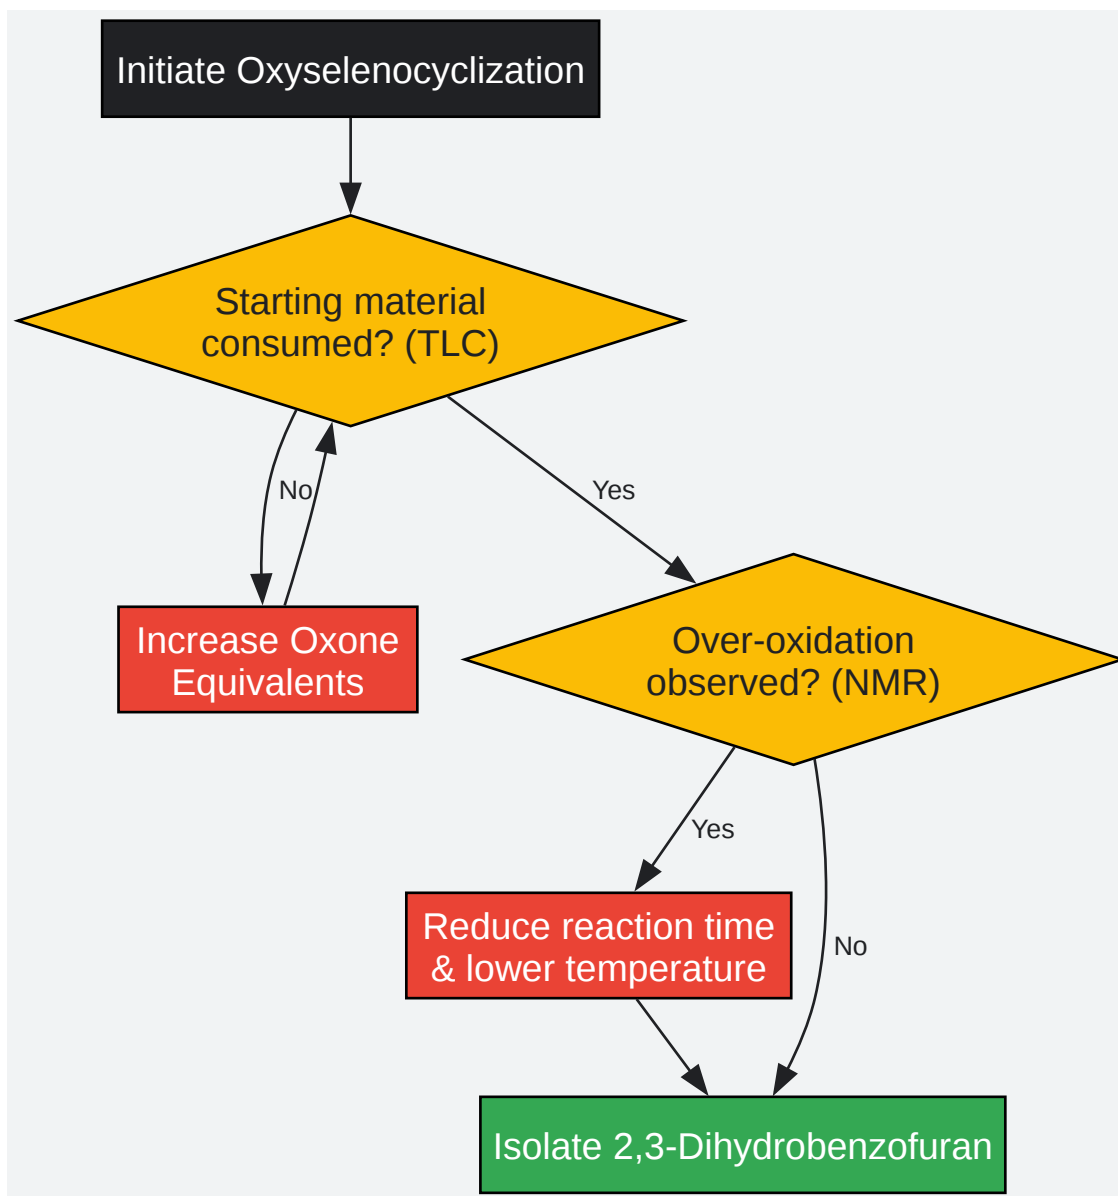 Initiate Oxyselenocyclization
Starting material
consumed? (TLC)
No
Yes
Increase Oxone
Equivalents
Over-oxidation
observed? (NMR)
Yes
Reduce reaction time
& lower temperature
No
Isolate 2,3-Dihydrobenzofuran